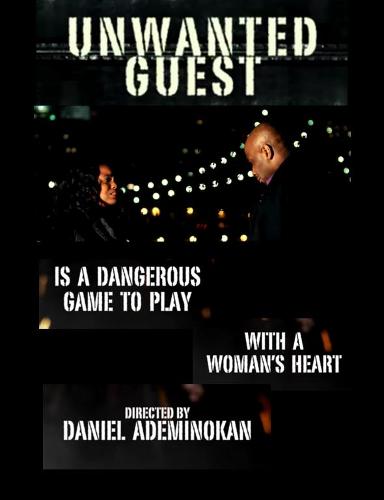 UNWANTED
GUEST
IS A DANGEROUS
GAME TO PLAY
WITH A
WOMAN'S HEART
DIRECTED BY
DANIEL ADEMINOKAN